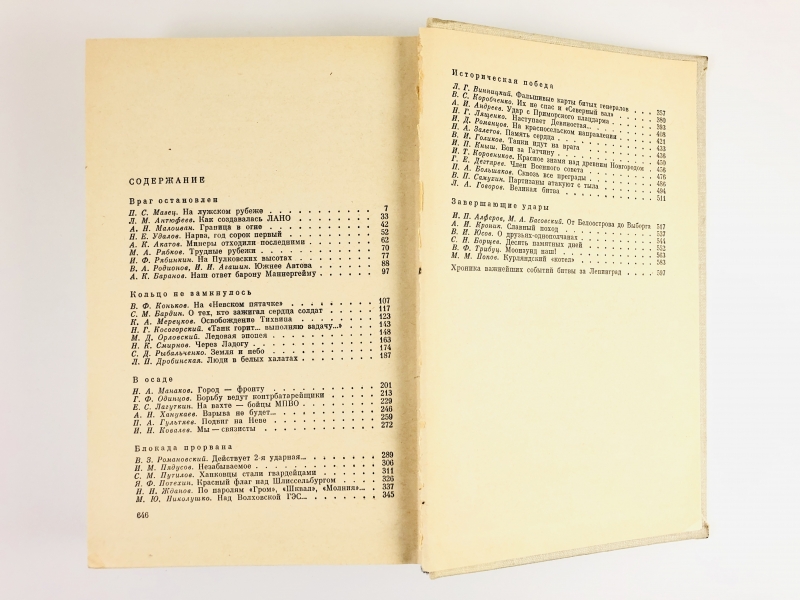 СОДЕРЖАНИЕ
Враг остановлен
П. С. Мавец. На лужском рубеже . . . 7
Л. М. Антюфеев. Как создавалась ЛАНО . . . 33
А. Н. Малоиван. Граница в огне . . . 42
Н. Е. Удалов. Нарва, год сорок первый . . . 52
А. К. Акатов. Минеры отходили последними . . . 62
М. А. Рябков. Трудные рубежи . . . 70
И. Ф. Рябинкин. На Пулковских высотах . . . 77
В. А. Родионов, И. И. Агашин. Южнее Автова . . . 88
А. К. Баранов. Наш ответ барону Маннергейму . . . 97
Кольцо не замкнулось
В. Ф. Коньков. На «Невском пятачке» . . . 107
С. М. Бардин. О тех, кто зажигал сердца солдат . . . 117
К. А. Мерецков. Освобождение Тихвина . . . 123
Н. Г. Косогорский. «Танк горит... выполняю задачу...» . . . 143
М. Д. Орловский. Ледовая эпопея . . . 148
Н. К. Смирнов. Через Ладогу . . . 163
С. Д. Рыбальченко. Земля и небо . . . 174
Л. П. Дробинская. Люди в белых халатах . . . 187
В осаде
Н. А. Манаков. Город — фронту . . . 201
Г. Ф. Одинцов. Борьбу ведут контрбатарейщики . . . 213
Е. С. Лагуткин. На вахте — бойцы МПВО . . . 229
А. Н. Ханукаев. Взрыва не будет... . . . 246
П. А. Гультяев. Подвиг на Неве . . . 259
И. Н. Ковалев. Мы — связисты . . . 272
Блокада прорвана
В. З. Романовский. Действует 2-я ударная... . . . 289
И. М. Пядусов. Незабываемое . . . 306
С. М. Путилов. Ханковцы стали гвардейцами . . . 311
Я. Ф. Потехин. Красный флаг над Шлиссельбургом . . . 326
Н. Н. Жданов. По паролям «Гром», «Шквал», «Молния»... . . . 337
М. Ю. Николушко. Над Волховской ГЭС... . . . 345
646
Историческая победа
Л. Г. Винницкий. Фальшивые карты битых генералов . . . 357
В. С. Коробченко. Их не спас и «Северный вал» . . . 380
А. И. Андреев. Удар с Приморского плацдарма . . . 393
Н. Г. Лященко. Наступает Девяностая... . . . 408
И. Д. Романцов. На красносельском направлении . . . 421
Н. А. Залегов. Память сердца . . . 433
В. И. Голиков. Танки идут на врага . . . 436
И. П. Кныш. Бои за Гатчину . . . 450
И. Т. Коровников. Красное знамя над древним Новгородом . . . 456
Г. Е. Дегтярев. Член Военного совета . . . 476
П. А. Большаков. Сквозь все преграды . . . 486
В. П. Самухин. Партизаны атакуют с тыла . . . 494
Л. А. Говоров. Великая битва . . . 511
Завершающие удары
И. П. Алферов, М. А. Басовский. От Белоострова до Выборга . . . 517
А. И. Кропик. Славный поход . . . 537
В. И. Юсов. О друзьях-однополчанах . . . 544
С. Н. Борщев. Десять памятных дней . . . 552
В. Ф. Трибуц. Моонзунд наш! . . . 563
М. М. Попов. Курляндский «котел» . . . 583
Хроника важнейших событий битвы за Ленинград . . . 597